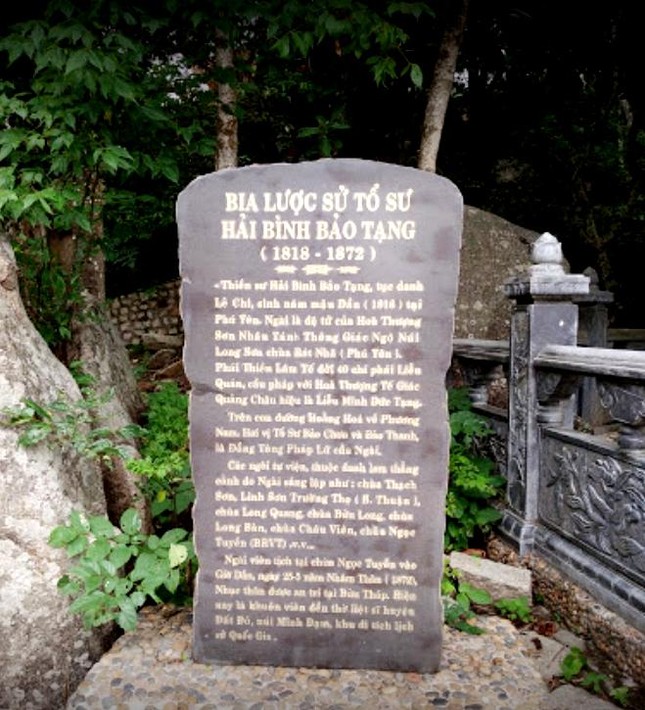 BIA LƯỢC SỬ TỔ SƯ
HẢI BÌNH BẢO TẠNG
( 1818 - 1872 )
Thiền sư Hải Bình Bảo Tạng, tục danh
Lê Chi, sinh năm mậu Dần ( 1818 ) tại
Phú Yên. Ngài là đệ tử của Hoà Thượng
Sơn Nhân Tánh Thông Giác Ngộ Núi
Long Sơn chùa Bát Nhã ( Phú Yên ).
Phái Thiền Lâm Tế đời 40 chi phái Liễu
Quán, cầu pháp với Hoà Thượng Tổ Giác
Quảng Châu hiệu là Liễu Minh Đức Tạng.
Trên con đường Hoằng Hoá về Phương
Nam. Hai vị Tổ Sư Bảo Chơn và Bảo Thanh,
là Đồng Tông Pháp Lữ của Ngài.
Các ngôi tự viện, thuộc danh lam thắng
cảnh do Ngài sáng lập như : chùa Thạch
Sơn, Linh Sơn Trường Thọ ( B. Thuận ),
chùa Long Quang, chùa Bửu Long, chùa
Long Bàn, chùa Châu Viên, chùa Ngọc
Tuyền (BRVT) .v.v...
Ngài viên tịch tại chùa Ngọc Tuyền vào
Giờ Dần, ngày 25-5 năm Nhâm Thân ( 1872),
Nhục thân được an trí tại Bửu Tháp. Hiện
nay là khuôn viên đền thờ liệt sĩ huyện
Đất Đỏ, núi Minh Đạm, khu di tích lịch
sử Quốc Gia .